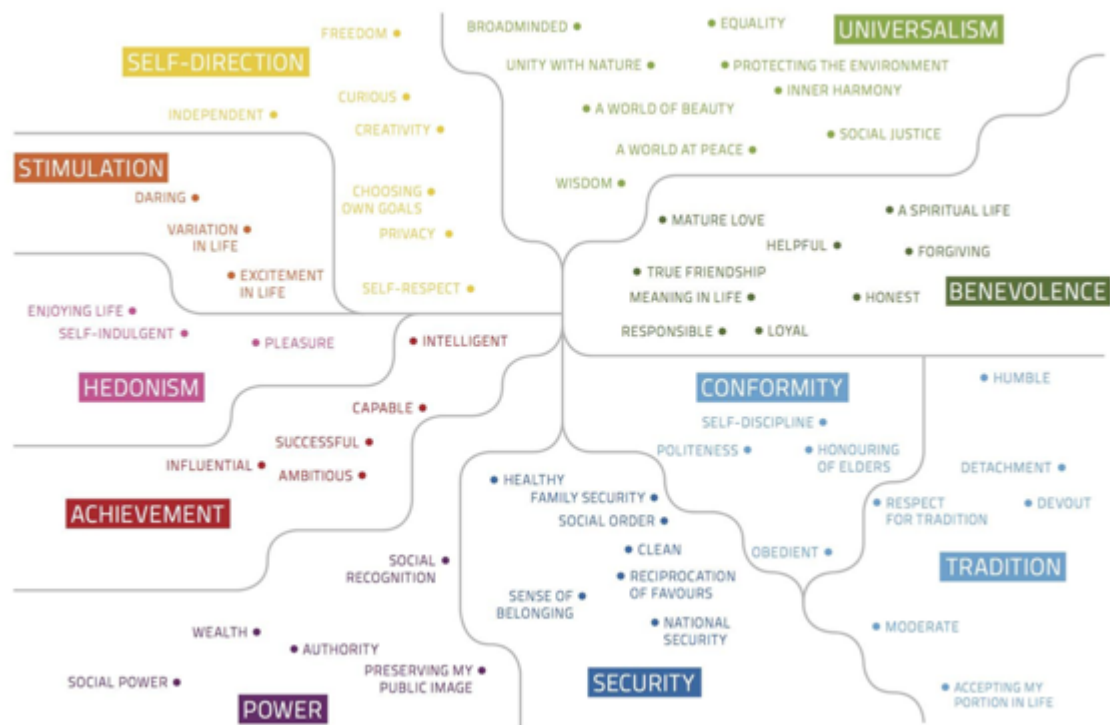 FREEDOM
SELF-DIRECTION
CURIOUS
INDEPENDENT
CREATIVITY
CHOOSING
OWN GOALS
PRIVACY
SELF-RESPECT
BROADMINDED
EQUALITY
UNIVERSALISM
UNITY WITH NATURE
PROTECTING THE ENVIRONMENT
INNER HARMONY
A WORLD OF BEAUTY
SOCIAL JUSTICE
A WORLD AT PEACE
WISDOM
STIMULATION
DARING
VARIATION
IN LIFE
EXCITEMENT
IN LIFE
MATURE LOVE
A SPIRITUAL LIFE
HELPFUL
FORGIVING
TRUE FRIENDSHIP
MEANING IN LIFE
HONEST
BENEVOLENCE
RESPONSIBLE
LOYAL
ENJOYING LIFE
SELF-INDULGENT
PLEASURE
HEDONISM
INTELLIGENT
CAPABLE
SUCCESSFUL
INFLUENTIAL
AMBITIOUS
ACHIEVEMENT
CONFORMITY
SELF-DISCIPLINE
POLITENESS
HONOURING
OF ELDERS
OBEDIENT
HUMBLE
DETACHMENT
RESPECT
FOR TRADITION
DEVOUT
TRADITION
MODERATE
ACCEPTING MY
PORTION IN LIFE
HEALTHY
FAMILY SECURITY
SOCIAL ORDER
CLEAN
RECIPROCATION
OF FAVOURS
SENSE OF
BELONGING
NATIONAL
SECURITY
SECURITY
SOCIAL
RECOGNITION
WEALTH
AUTHORITY
PRESERVING MY
PUBLIC IMAGE
SOCIAL POWER
POWER